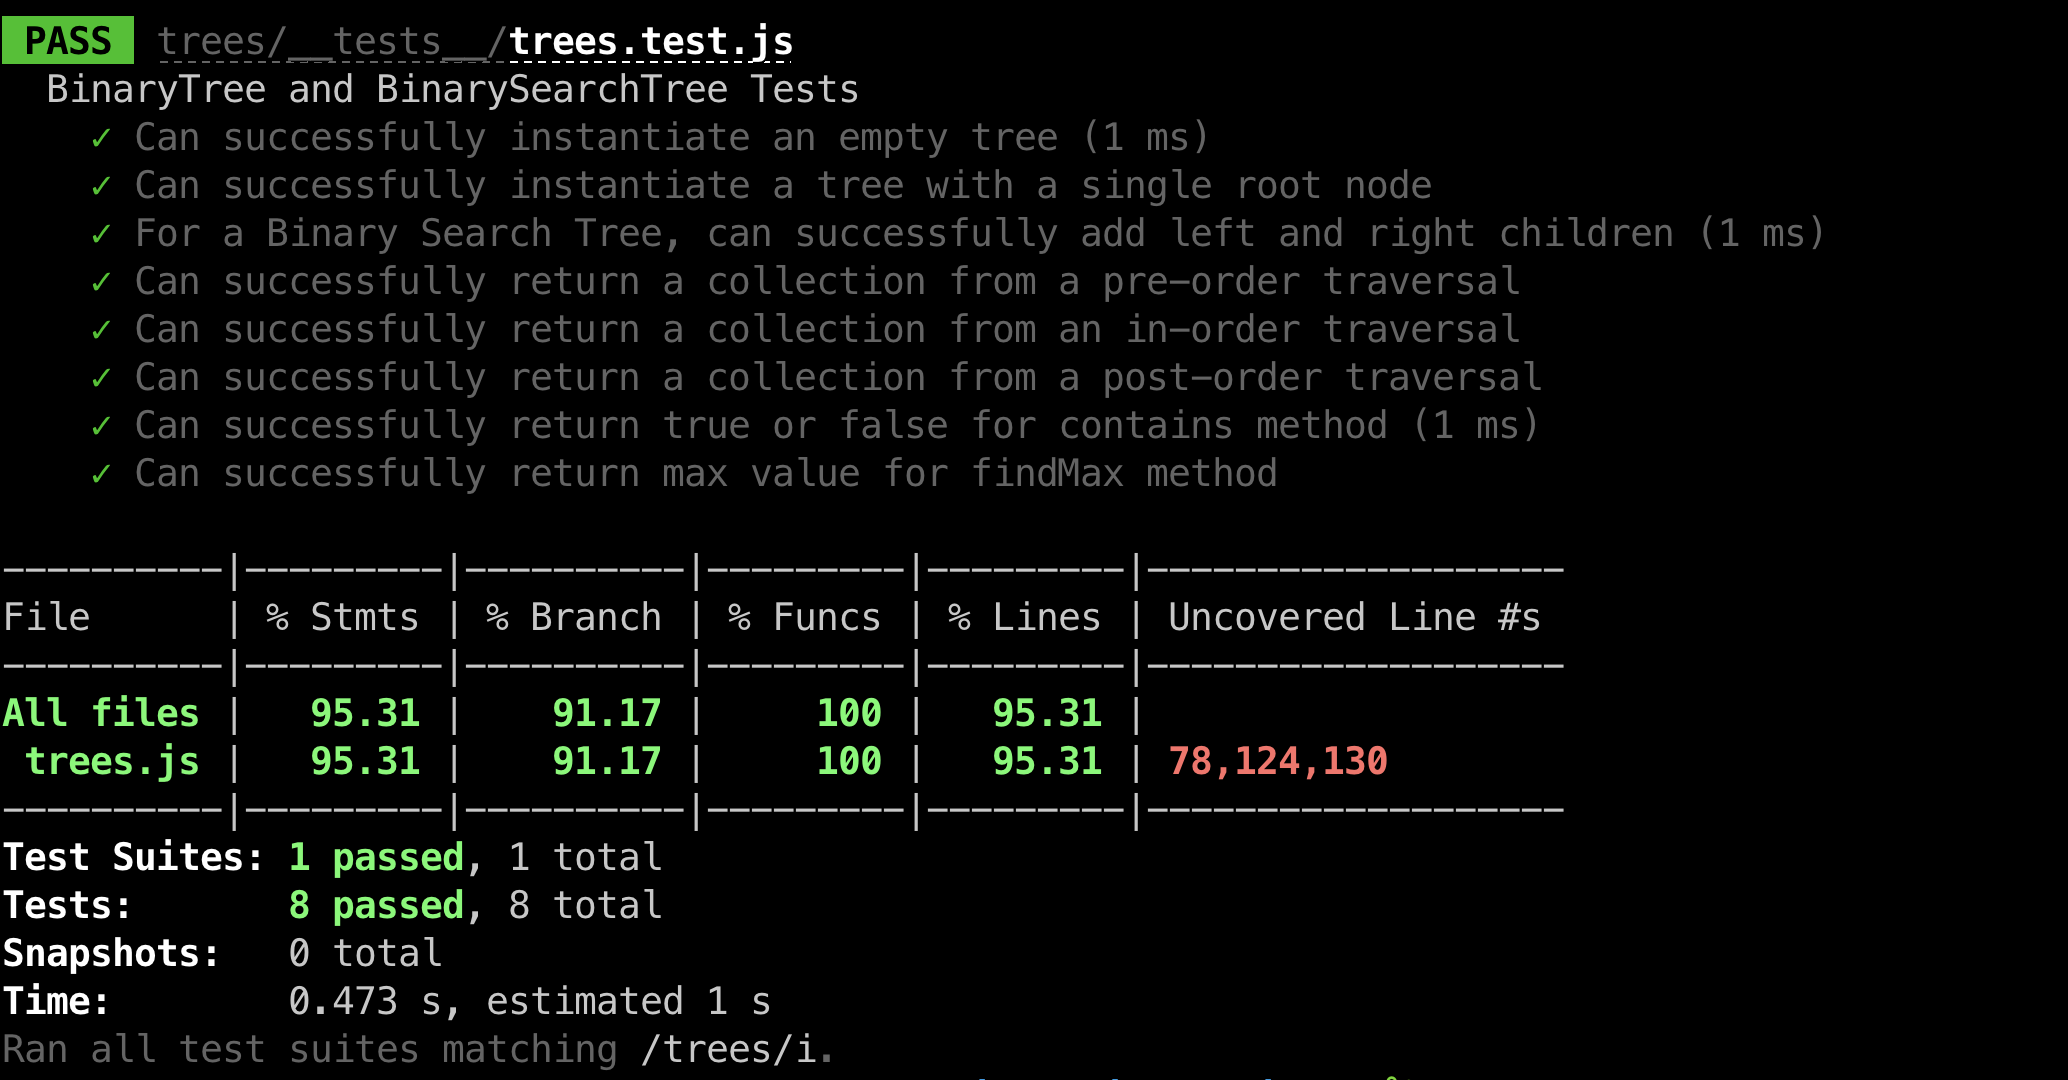 PASS trees/__tests__/trees.test.js
BinaryTree and BinarySearchTree Tests
✓ Can successfully instantiate an empty tree (1 ms)
✓ Can successfully instantiate a tree with a single root node
✓ For a Binary Search Tree, can successfully add left and right children (1 ms)
✓ Can successfully return a collection from a pre-order traversal
✓ Can successfully return a collection from an in-order traversal
✓ Can successfully return a collection from a post-order traversal
✓ Can successfully return true or false for contains method (1 ms)
✓ Can successfully return max value for findMax method
----------|---------|----------|---------|---------|-------------------
File      | % Stmts | % Branch | % Funcs | % Lines | Uncovered Line #s
----------|---------|----------|---------|---------|-------------------
All files |   95.31 |    91.17 |     100 |   95.31 |
 trees.js |   95.31 |    91.17 |     100 |   95.31 | 78,124,130
----------|---------|----------|---------|---------|-------------------
Test Suites: 1 passed, 1 total
Tests:       8 passed, 8 total
Snapshots:   0 total
Time:        0.473 s, estimated 1 s
Ran all test suites matching /trees/i.